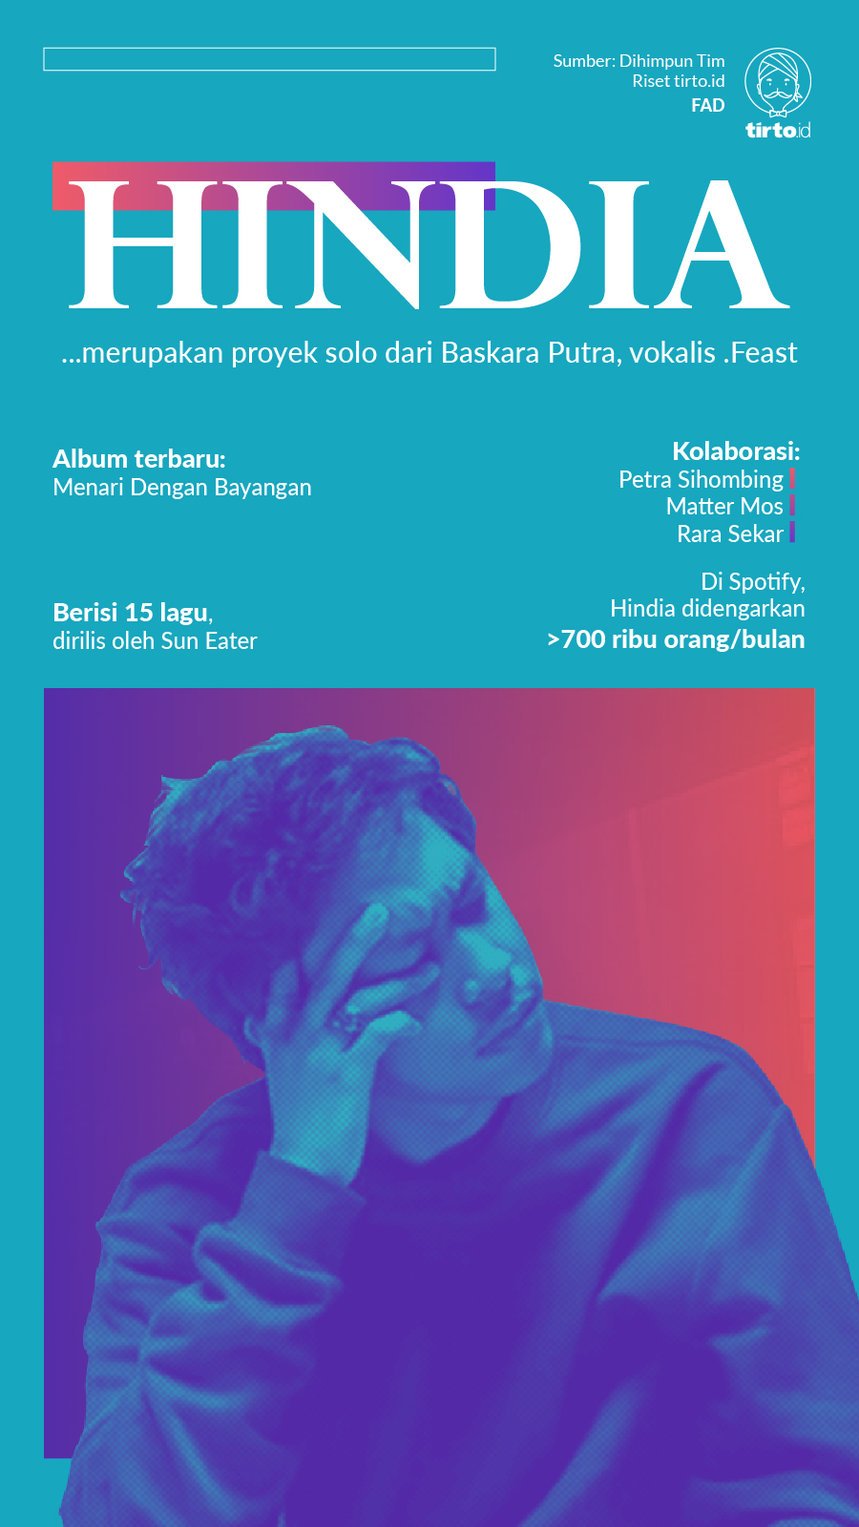 Sumber: Dihimpun Tim
Riset tirto.id
FAD
tirto.id
HINDIA
...merupakan proyek solo dari Baskara Putra, vokalis .Feast
Album terbaru:
Menari Dengan Bayangan
Kolaborasi:
Petra Sihombing
Matter Mos
Rara Sekar
Berisi 15 lagu,
dirilis oleh Sun Eater
Di Spotify,
Hindia didengarkan
>700 ribu orang/bulan